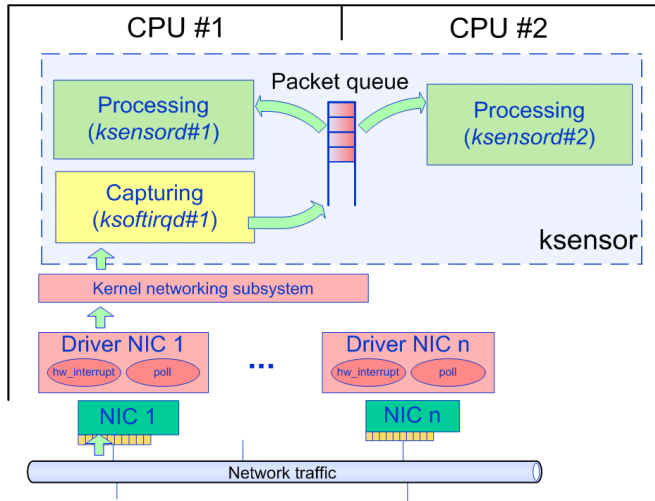 CPU #1
CPU #2
Packet queue
Processing
(ksensord#1)
Processing
(ksensord#2)
Capturing
(ksoftirqd#1)
ksensor
Kernel networking subsystem
Driver NIC 1
hw_interrupt
poll
...
Driver NIC n
hw_interrupt
poll
NIC 1
NIC n
Network traffic